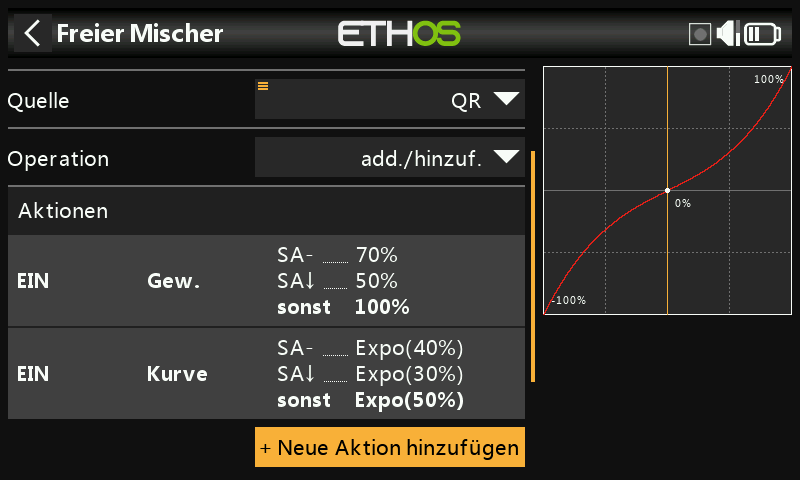 Freier Mischer
ETHOS
Quelle
QR
Operation
add./hinzuf.
Aktionen
EIN Gew.
SA- ...... 70%
SA↓ ...... 50%
sonst 100%
EIN Kurve
SA- ...... Expo(40%)
SA↓ ...... Expo(30%)
sonst Expo(50%)
+ Neue Aktion hinzufügen
100%
0%
-100%